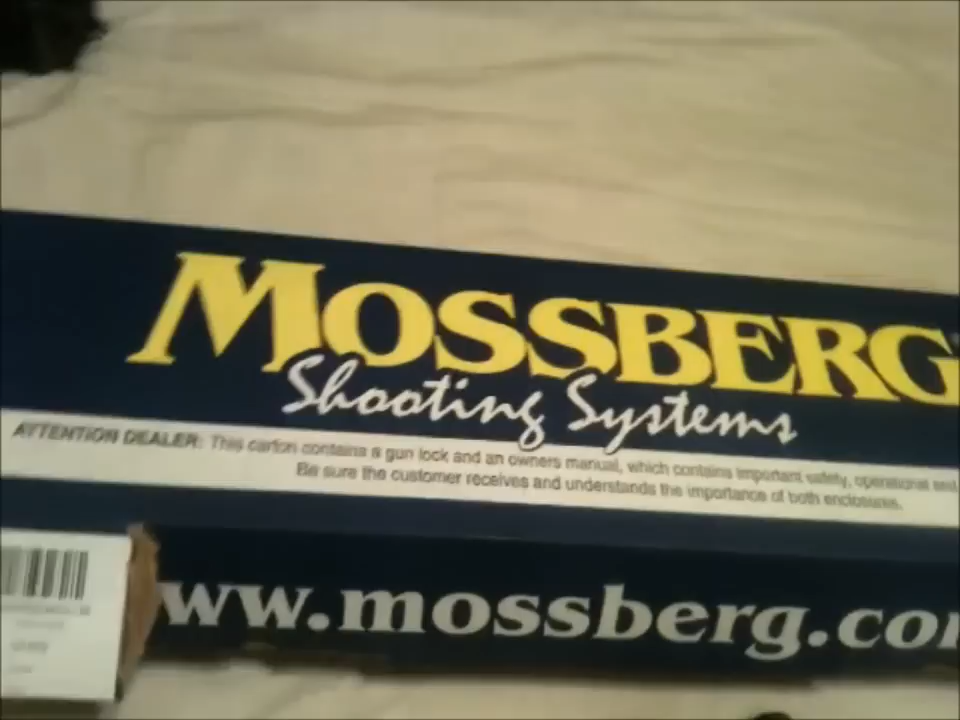 MOSSBERG
Shooting Systems
ATTENTION DEALER: This carton contains a gun lock and an owners manual, which contains important safety, operational and
Be sure the customer receives and understands the importance of both enclosures.
www.mossberg.co